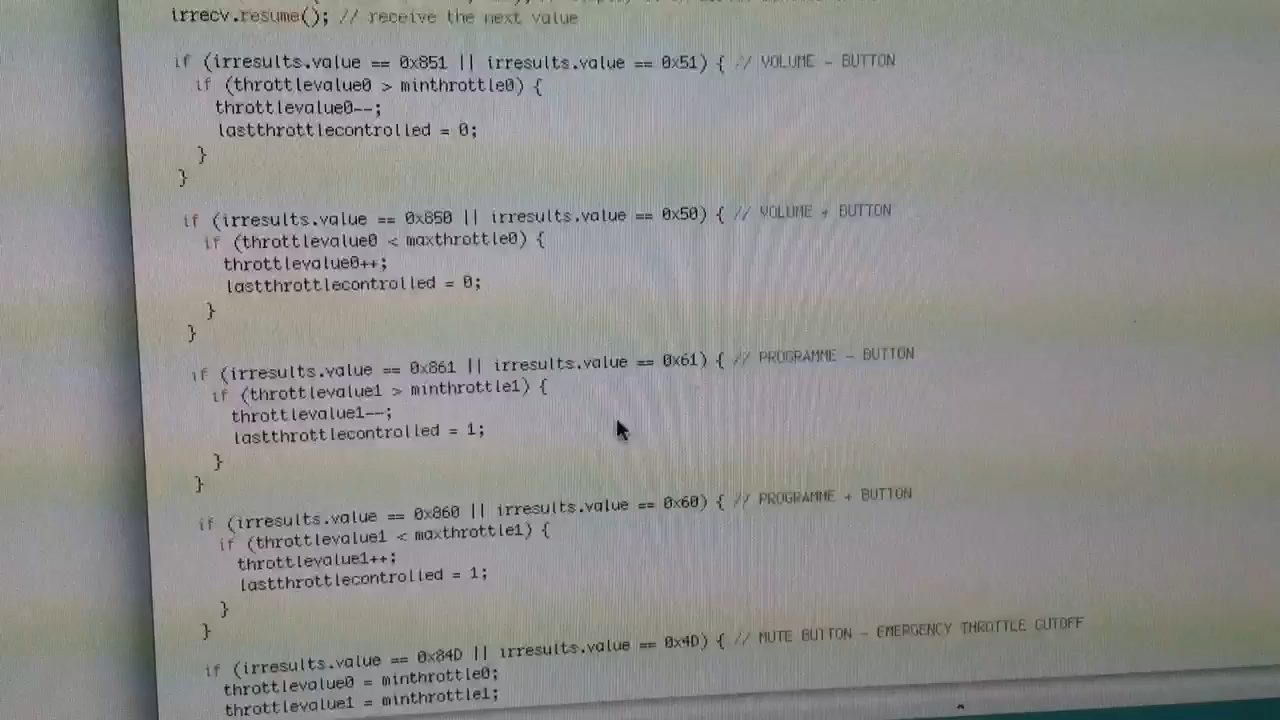 irrecv.resume(); // receive the next value
if (irresults.value == 0x851 || irresults.value == 0x51) { // VOLUME - BUTTON
if (throttlevalue0 > minthrottle0) {
throttlevalue0--;
lastthrottlecontrolled = 0;
}
}
if (irresults.value == 0x850 || irresults.value == 0x50) { // VOLUME + BUTTON
if (throttlevalue0 < maxthrottle0) {
throttlevalue0++;
lastthrottlecontrolled = 0;
}
}
if (irresults.value == 0x861 || irresults.value == 0x61) { // PROGRAMME - BUTTON
if (throttlevalue1 > minthrottle1) {
throttlevalue1--;
lastthrottlecontrolled = 1;
}
}
if (irresults.value == 0x860 || irresults.value == 0x60) { // PROGRAMME + BUTTON
if (throttlevalue1 < maxthrottle1) {
throttlevalue1++;
lastthrottlecontrolled = 1;
}
}
if (irresults.value == 0x84D || irresults.value == 0x4D) { // MUTE BUTTON - EMERGENCY THROTTLE CUTOFF
throttlevalue0 = minthrottle0;
throttlevalue1 = minthrottle1;